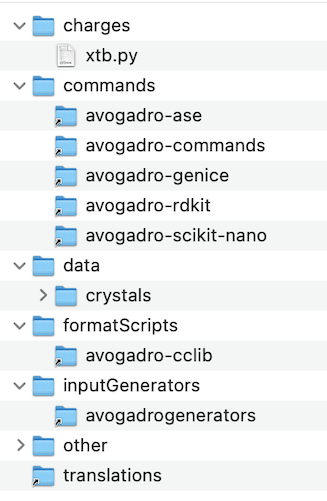 charges
xtb.py
commands
avogadro-ase
avogadro-commands
avogadro-genice
avogadro-rdkit
avogadro-scikit-nano
data
crystals
formatScripts
avogadro-cclib
inputGenerators
avogadrogenerators
other
translations